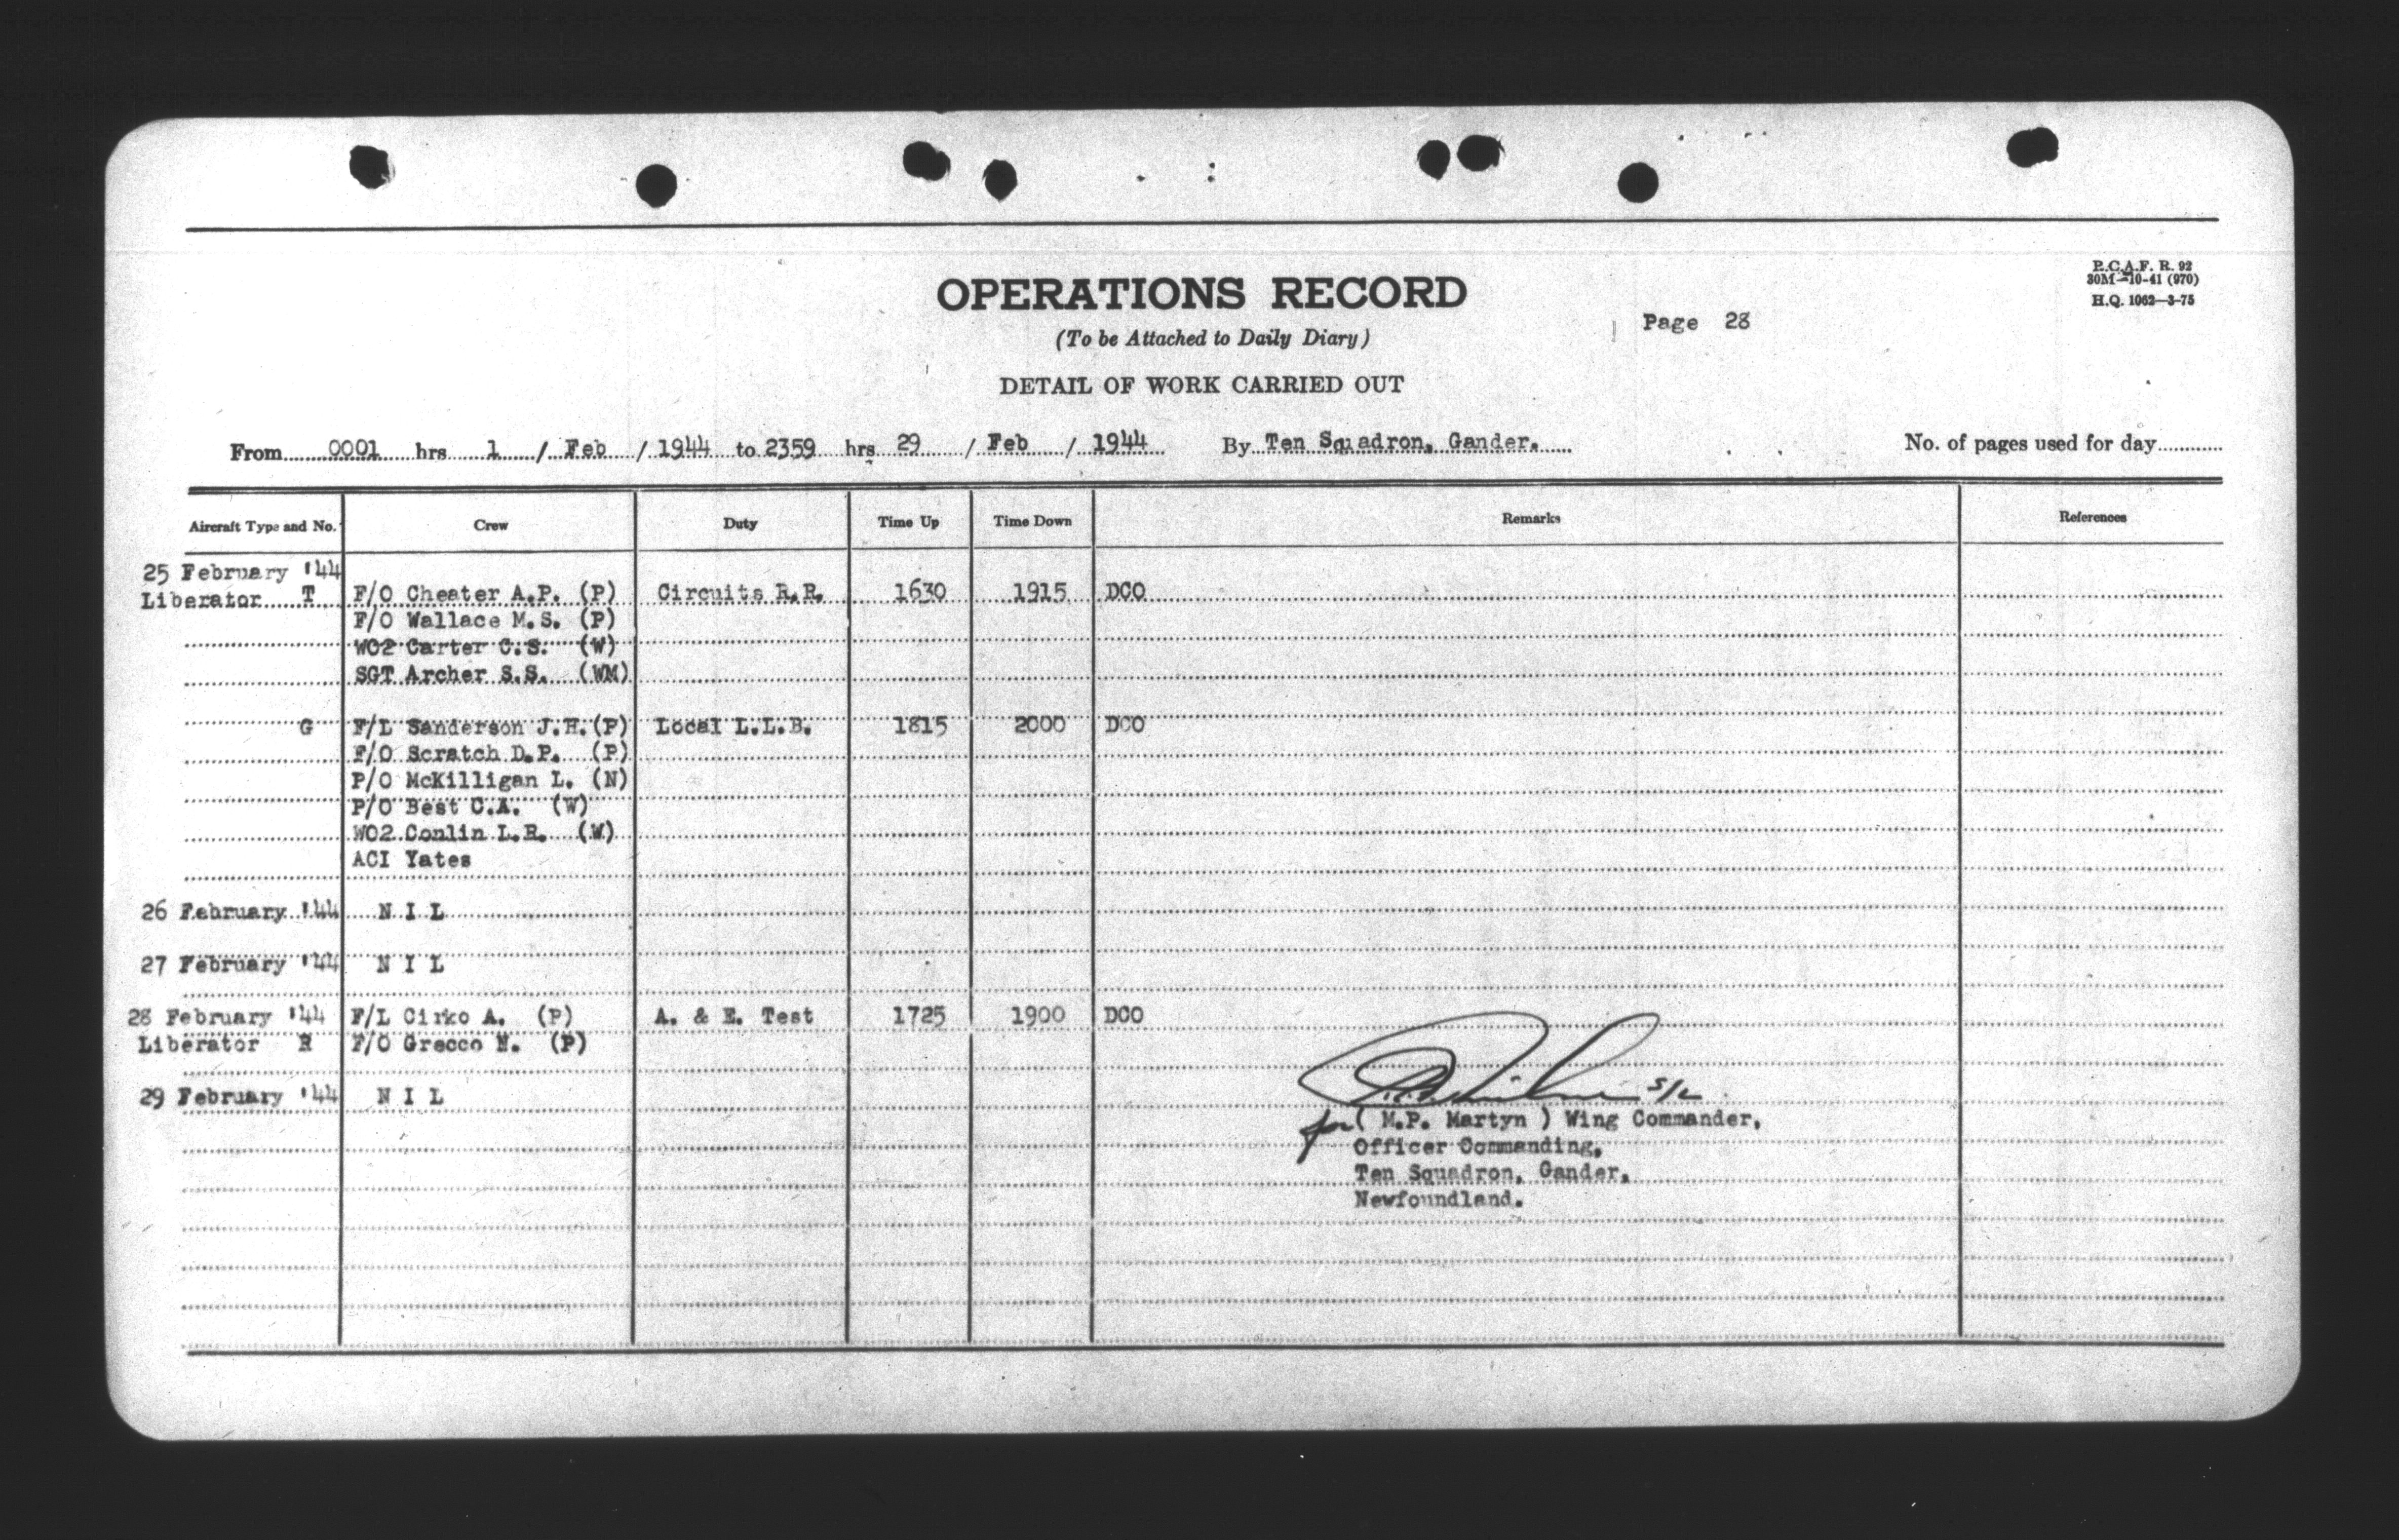 R.C.A.F. R. 92
30M—10-41 (970)
H.Q. 1062—3-75
OPERATIONS RECORD
Page 28
(To be Attached to Daily Diary)
DETAIL OF WORK CARRIED OUT
From 0001 hrs 1 / Feb / 1944 to 2359 hrs 29 / Feb / 1944 By Ten Squadron, Gander. No. of pages used for day
Aircraft Type and No. Crew Duty Time Up Time Down Remarks References
25 February '44
Liberator T F/O Cheater A.P. (P) Circuits R.R. 1630 1915 DCO
F/O Wallace M.S. (P)
WO2 Carter C.S. (W)
SGT Archer S.S. (WM)
G F/L Sanderson J.H. (P) Local L.L.B. 1815 2000 DCO
F/O Scratch D.P. (P)
P/O McKilligan L. (N)
P/O Best C.A. (W)
WO2 Conlin L.R. (W)
ACI Yates
26 February '44 N I L
27 February '44 N I L
28 February '44 F/L Cirko A. (P) A. & E. Test 1725 1900 DCO
Liberator R F/O Grecco N. (P)
29 February '44 N I L
S/L
for ( M.P. Martyn ) Wing Commander,
Officer Commanding,
Ten Squadron, Gander,
Newfoundland.